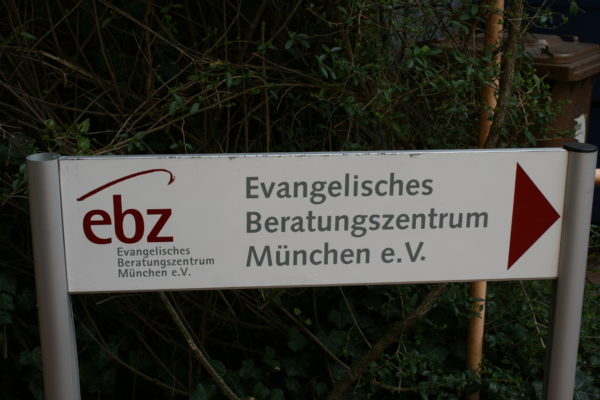 ebz
Evangelisches
Beratungszentrum
München e.V.
Evangelisches
Beratungszentrum
München e.V.